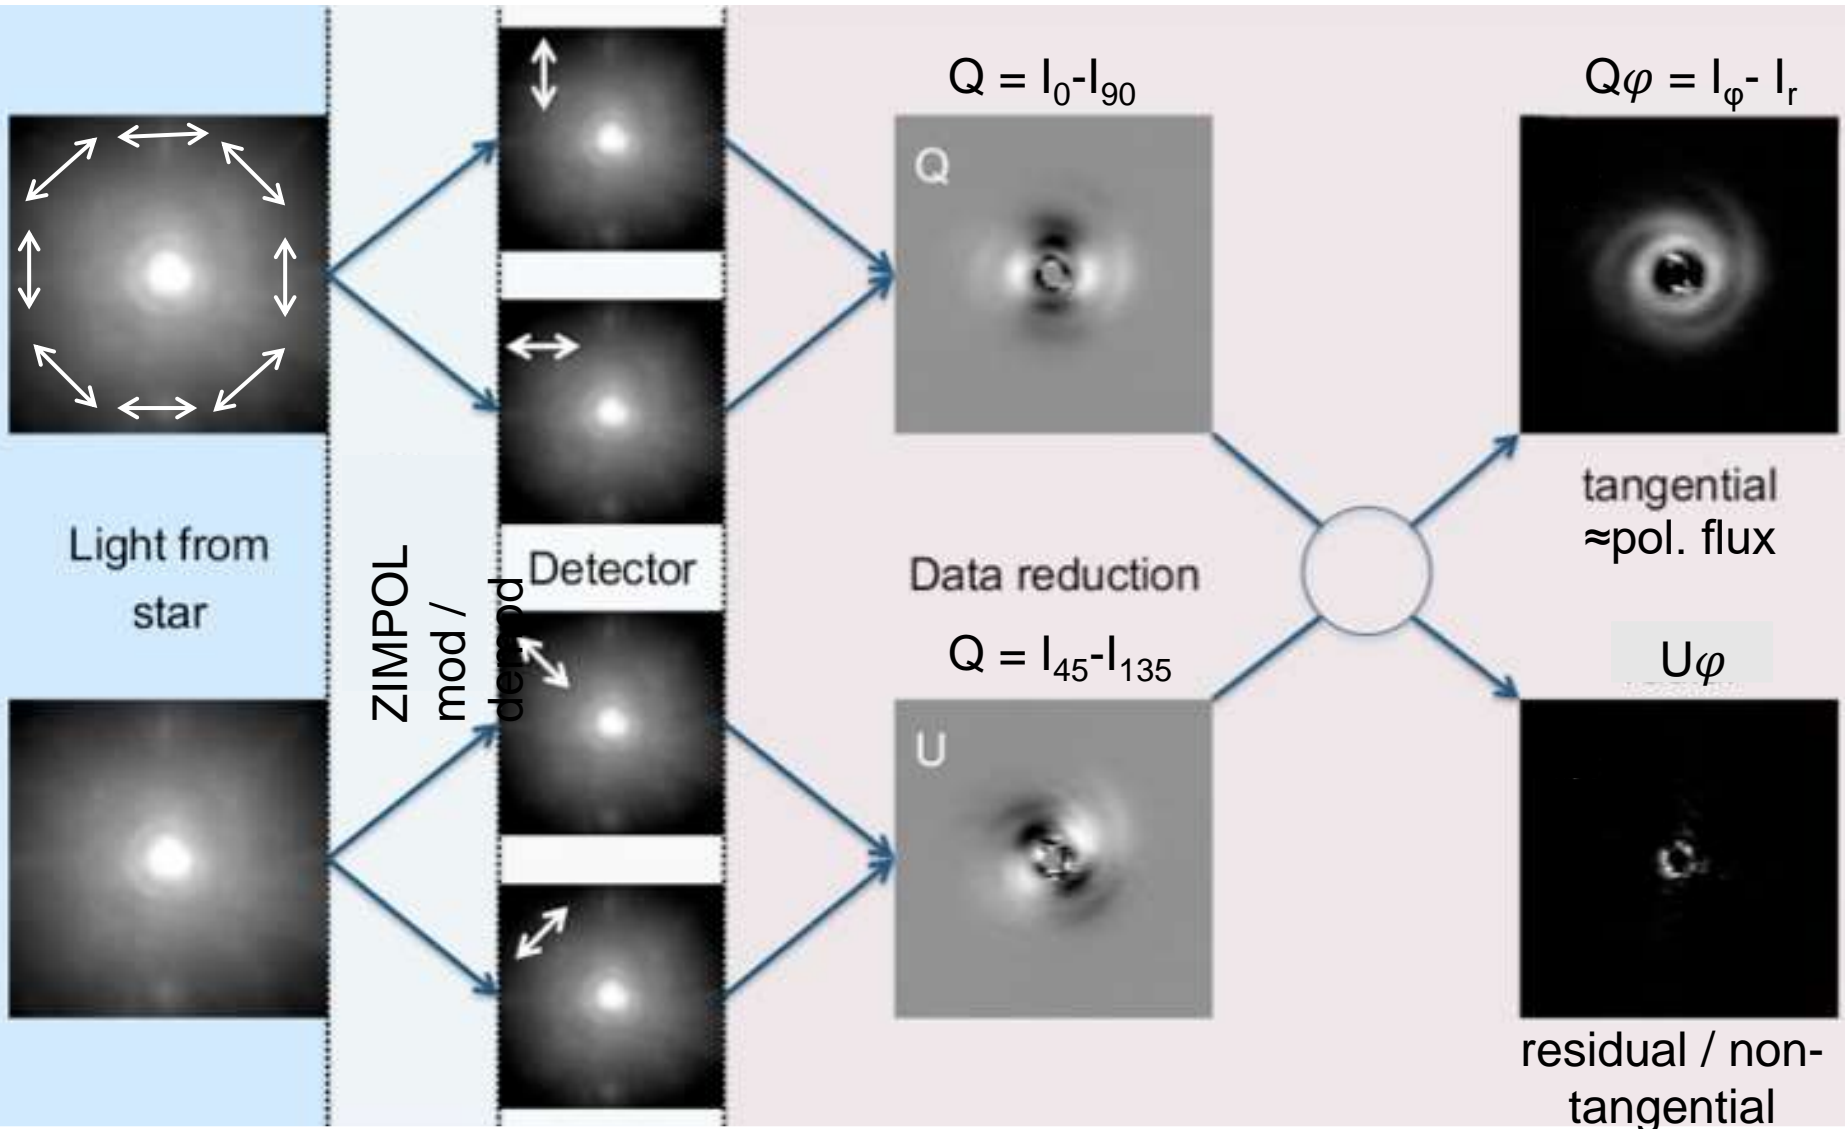 Light from
star
ZIMPOL
mod /
demod
Detector
Q = I₀-I₉₀
Q
Data reduction
Q = I₄₅-I₁₃₅
U
Q𝜑 = Iᵩ- Iᵣ
tangential
≈pol. flux
U𝜑
residual / non-
tangential